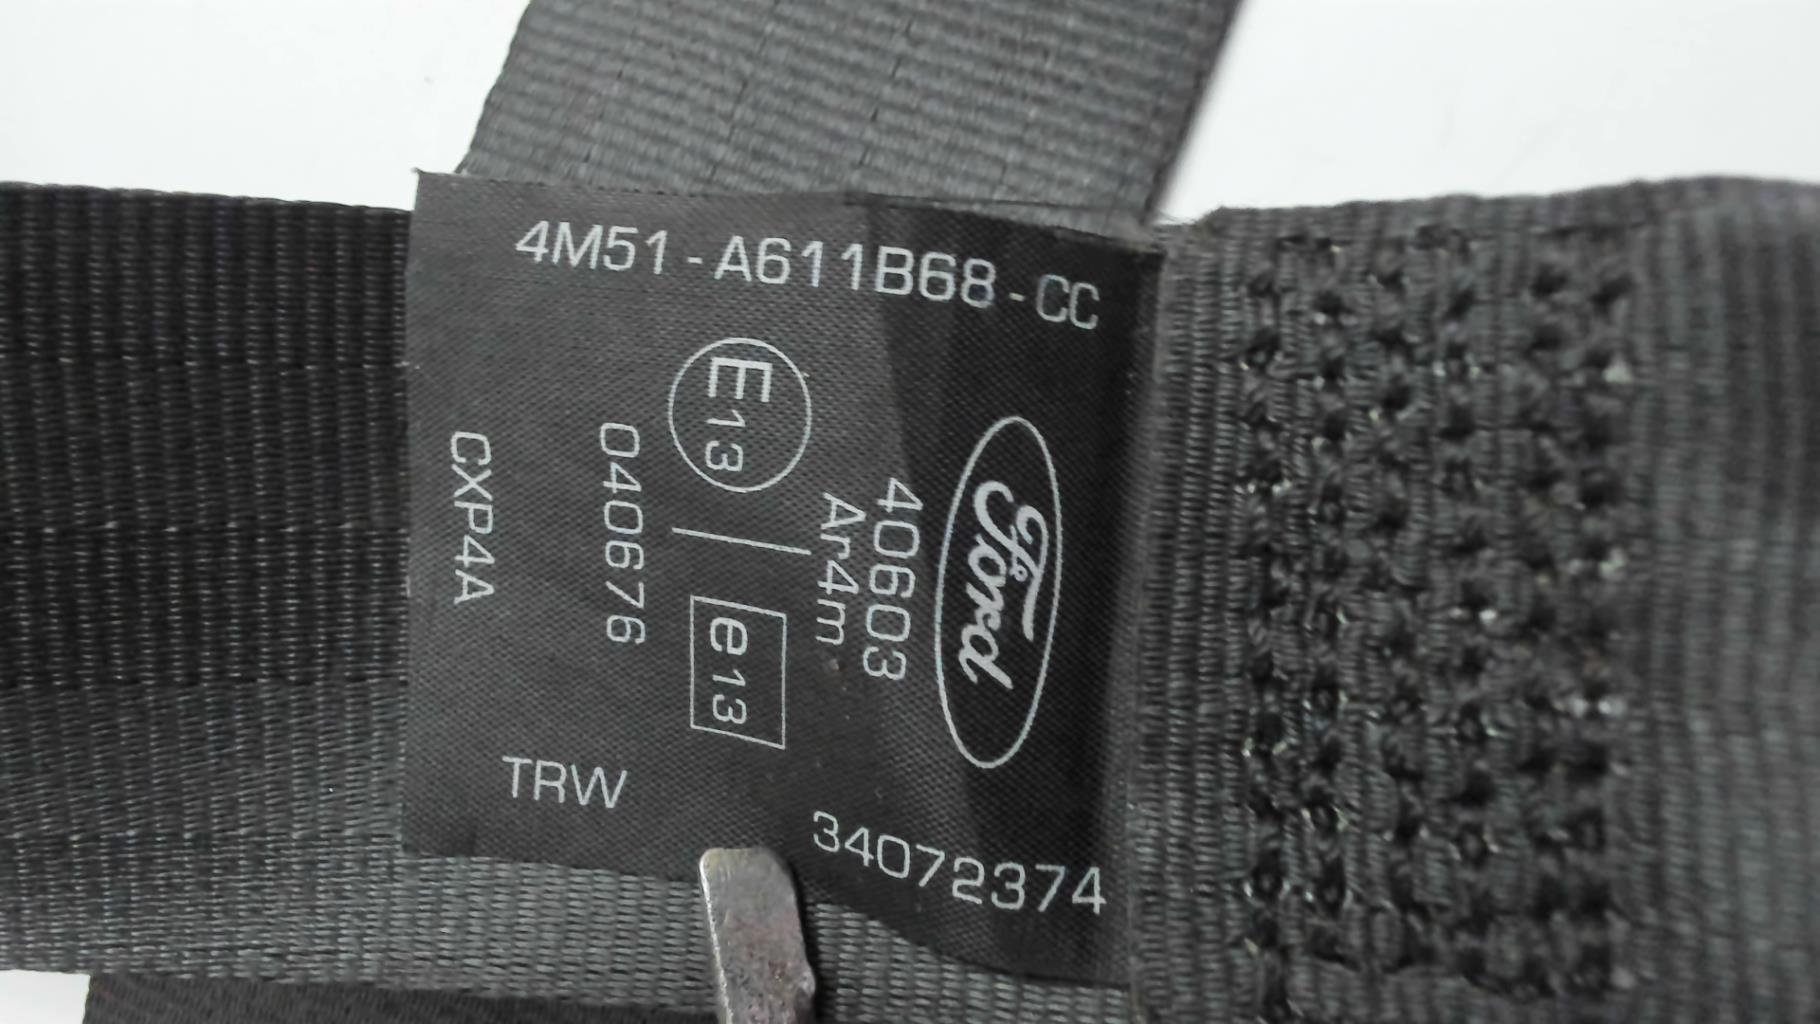 4M51-A611B68-CC
Ford
40603
Ar4m
E13
e13
040676
CXP4A
TRW
34072374